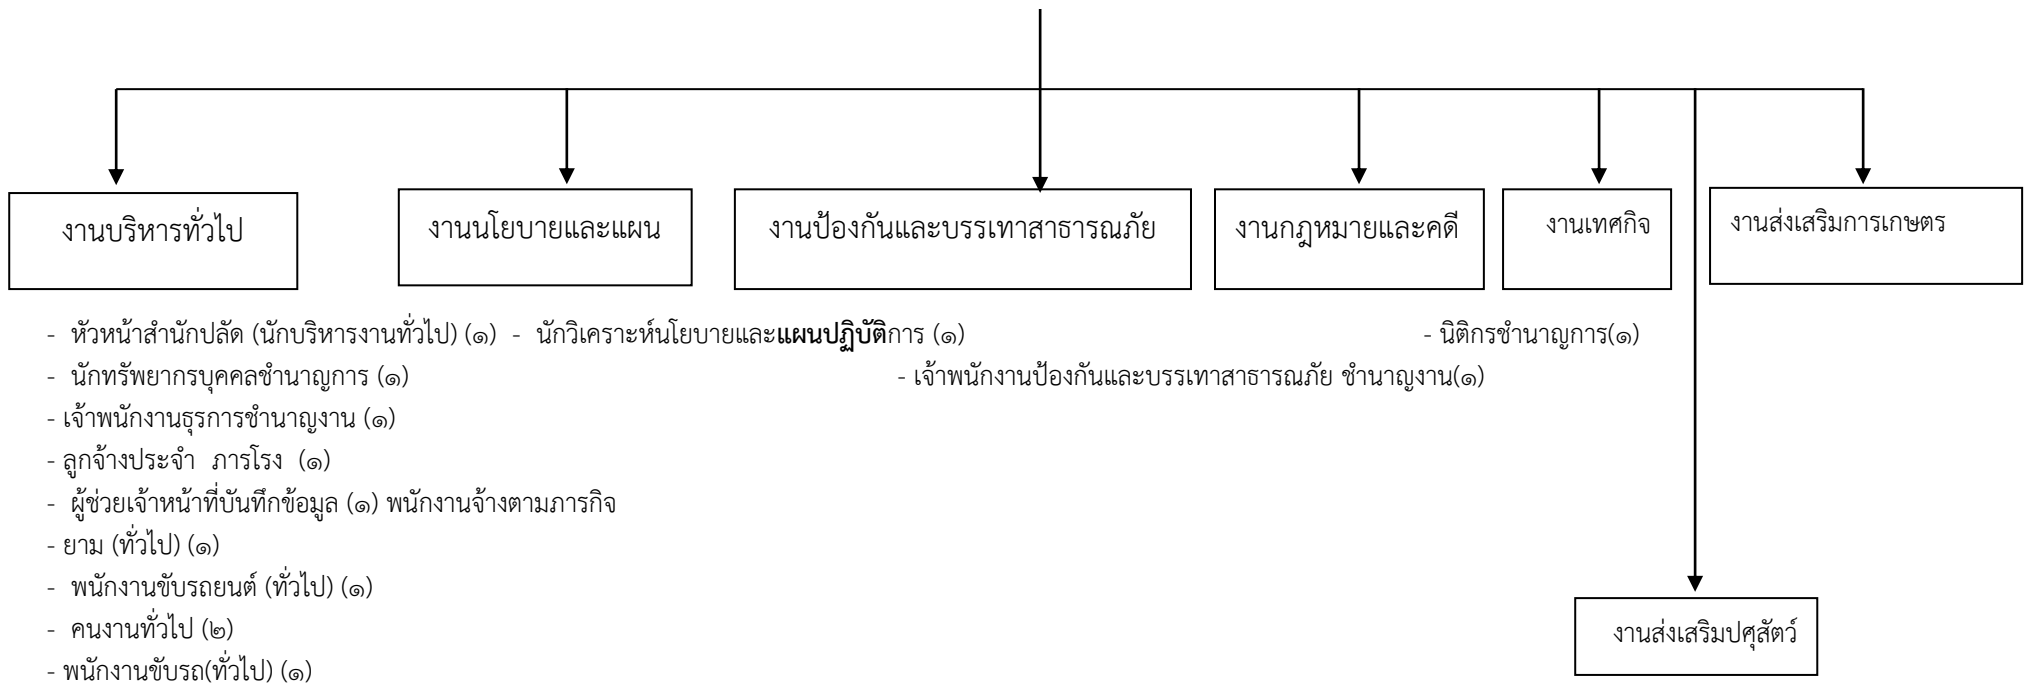 งานบริหารทั่วไป
งานนโยบายและแผน
งานป้องกันและบรรเทาสาธารณภัย
งานกฎหมายและคดี
งานเทศกิจ
งานส่งเสริมการเกษตร
-  หัวหน้าสำนักปลัด (นักบริหารงานทั่วไป) (๑)  -  นักวิเคราะห์นโยบายและแผนปฏิบัติการ (๑)  - นิติกรชำนาญการ(๑)
-  นักทรัพยากรบุคคลชำนาญการ (๑)  - เจ้าพนักงานป้องกันและบรรเทาสาธารณภัย ชำนาญงาน(๑)
- เจ้าพนักงานธุรการชำนาญงาน (๑)
- ลูกจ้างประจำ  ภารโรง  (๑)
-  ผู้ช่วยเจ้าหน้าที่บันทึกข้อมูล (๑) พนักงานจ้างตามภารกิจ
- ยาม (ทั่วไป) (๑)
-  พนักงานขับรถยนต์ (ทั่วไป) (๑)
-  คนงานทั่วไป (๒)
- พนักงานขับรถ(ทั่วไป) (๑)
งานส่งเสริมปศุสัตว์